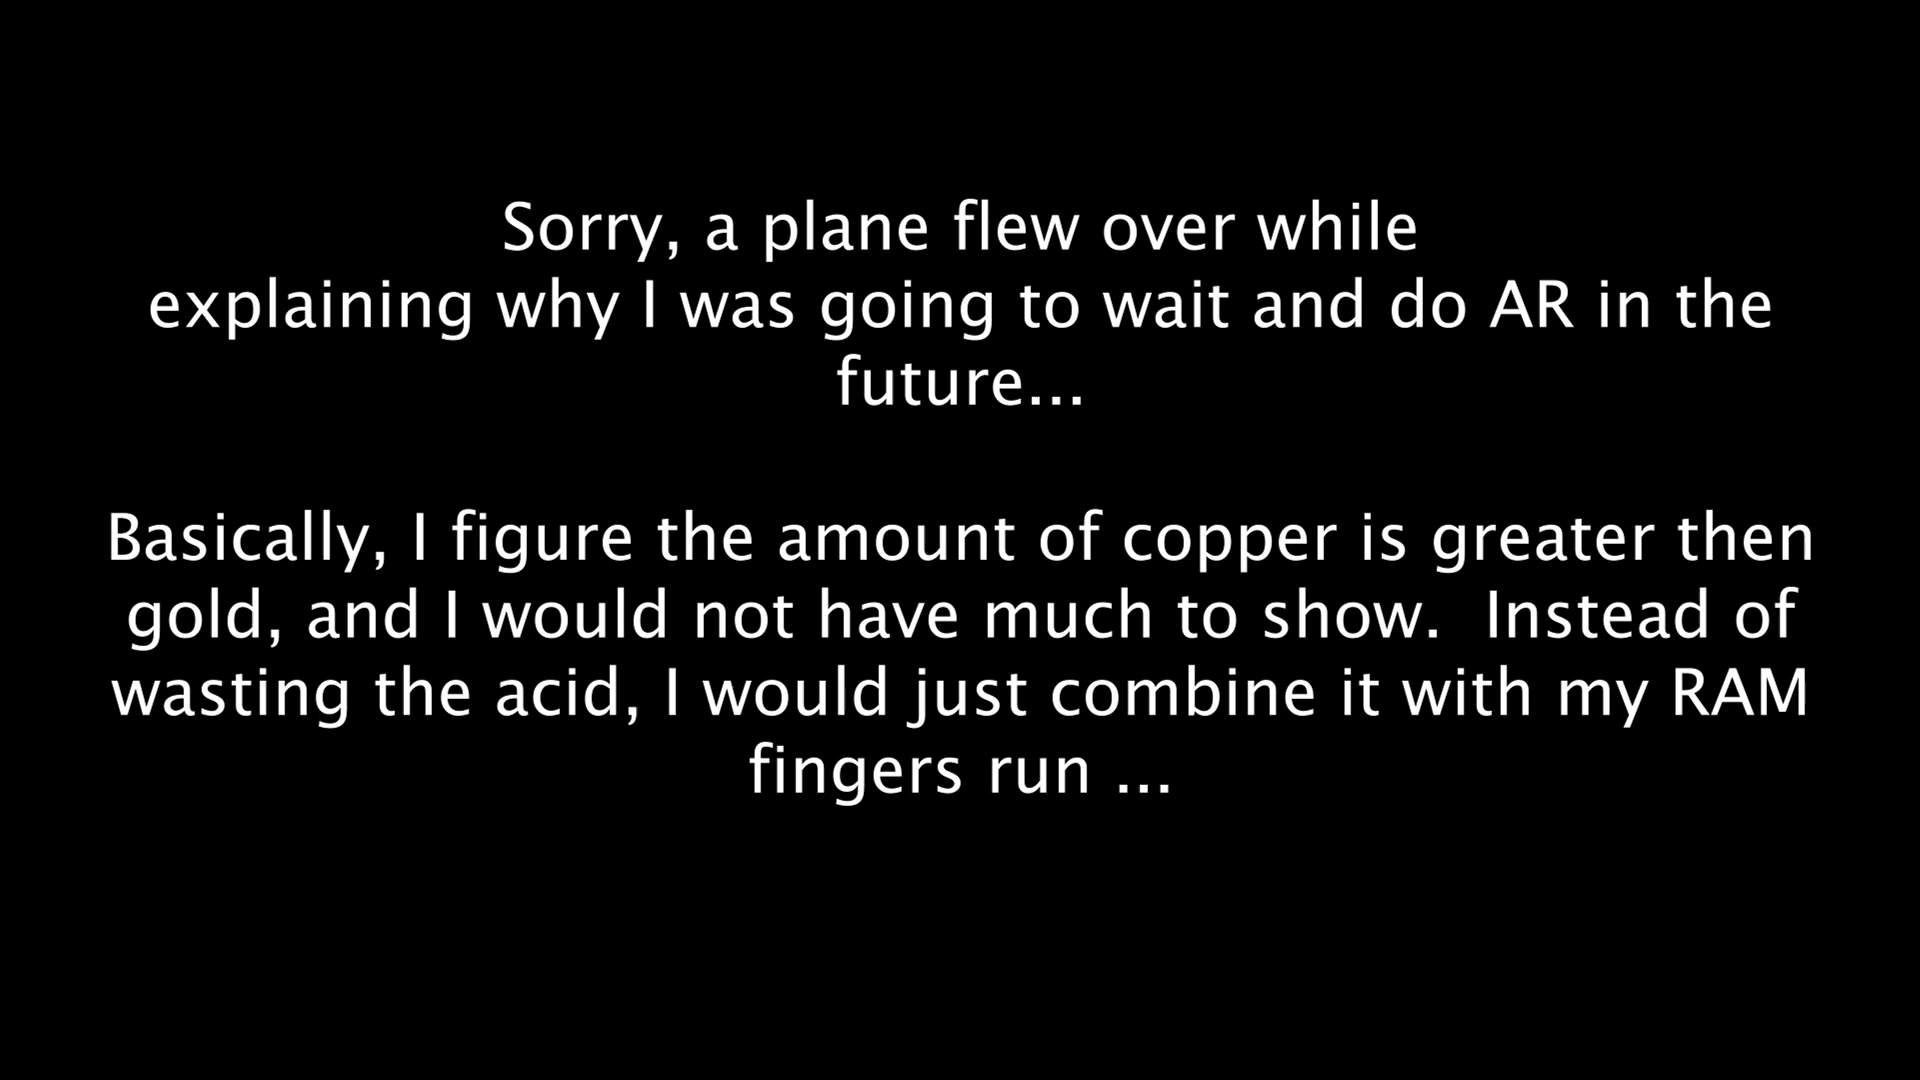 Sorry, a plane flew over while
explaining why I was going to wait and do AR in the
future...
Basically, I figure the amount of copper is greater then
gold, and I would not have much to show.  Instead of
wasting the acid, I would just combine it with my RAM
fingers run ...